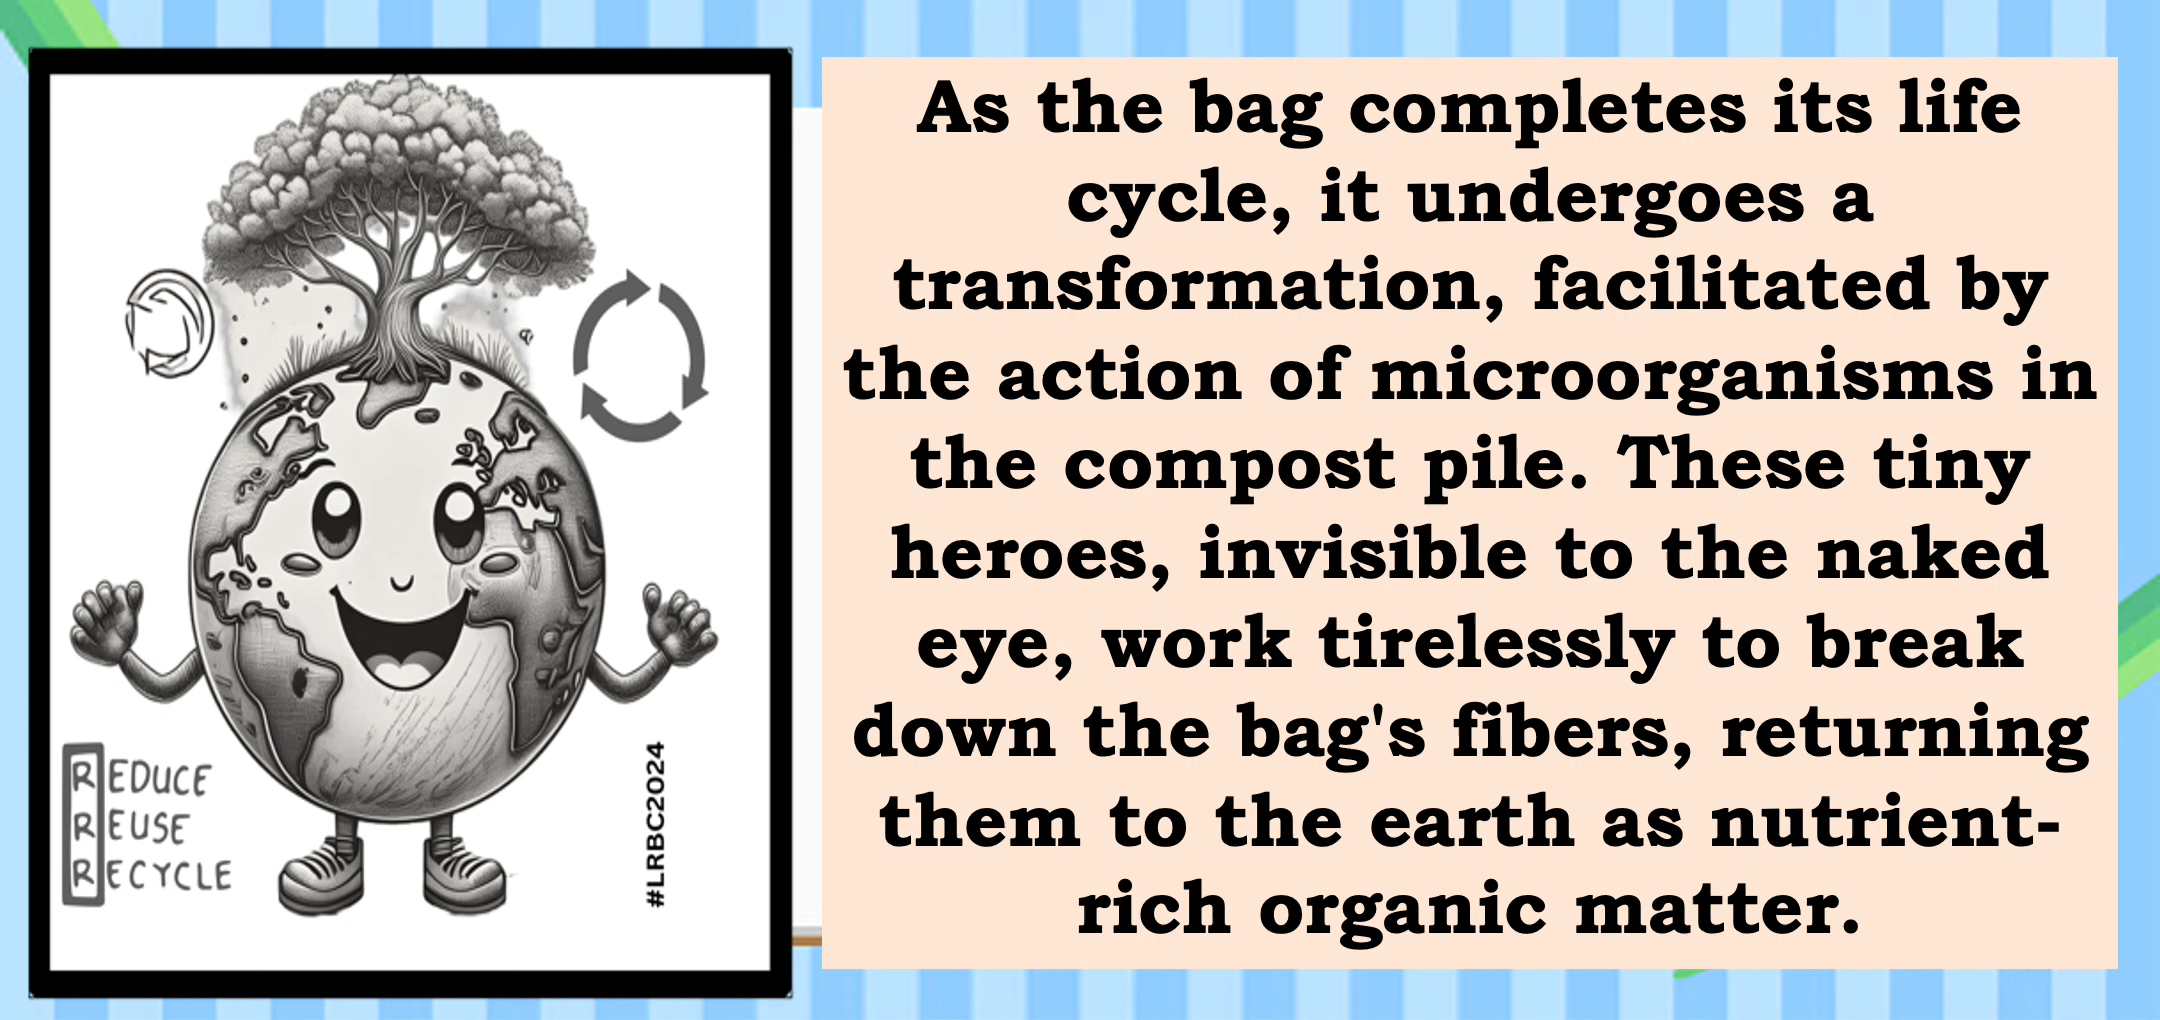 REDUCE
REUSE
RECYCLE
#LRBC2024
As the bag completes its life
cycle, it undergoes a
transformation, facilitated by
the action of microorganisms in
the compost pile. These tiny
heroes, invisible to the naked
eye, work tirelessly to break
down the bag's fibers, returning
them to the earth as nutrient-
rich organic matter.